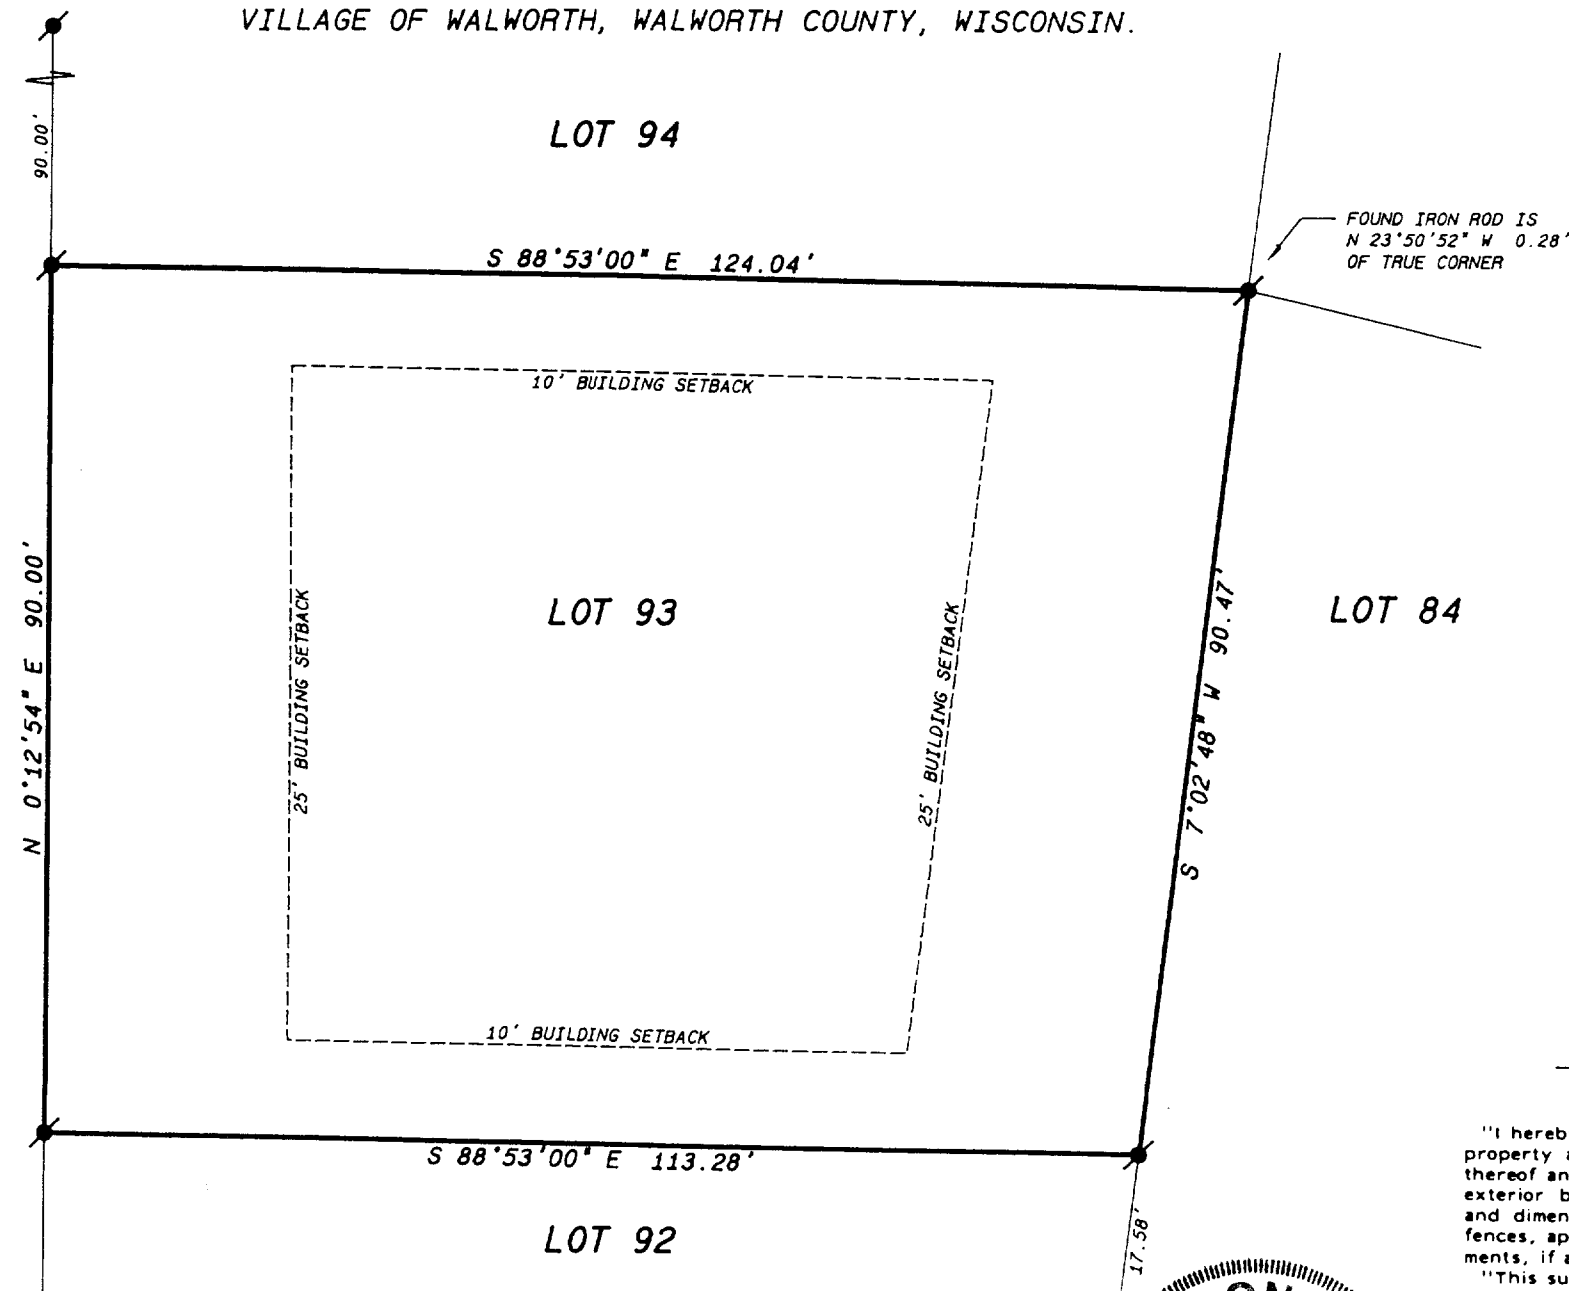 VILLAGE OF WALWORTH, WALWORTH COUNTY, WISCONSIN.
90.00'
LOT 94
FOUND IRON ROD IS
N 23°50'52" W 0.28'
OF TRUE CORNER
S 88°53'00" E 124.04'
10' BUILDING SETBACK
N 0°12'54" E 90.00'
25' BUILDING SETBACK
LOT 93
25' BUILDING SETBACK
S 7°02'48" W 90.47'
LOT 84
10' BUILDING SETBACK
S 88°53'00" E 113.28'
LOT 92
17.58'
"I hereb
property a
thereof an
exterior b
and dimen
fences, ap
ments, if a
"This su
ON